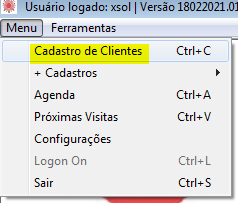 Usuário logado: xsol | Versão 18022021.01
Menu Ferramentas
Cadastro de Clientes Ctrl+C
+ Cadastros
Agenda Ctrl+A
Próximas Visitas Ctrl+V
Configurações
Logon On Ctrl+L
Sair Ctrl+S